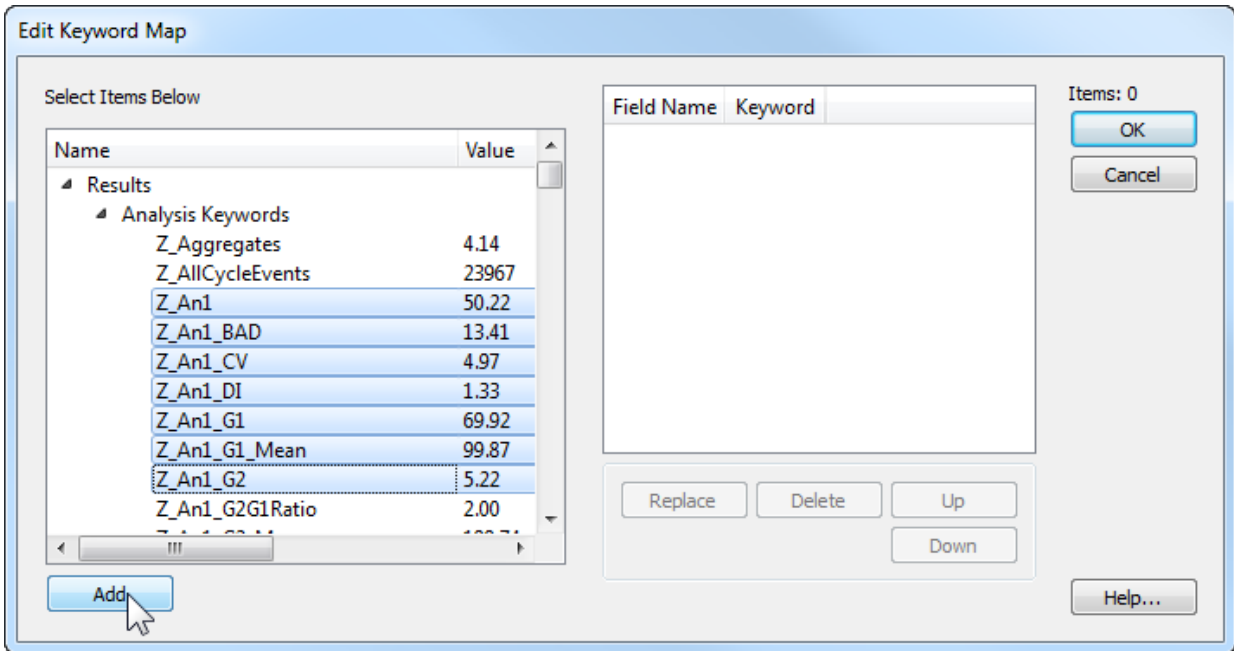 Edit Keyword Map
Select Items Below
Name Value
Results
Analysis Keywords
Z_Aggregates 4.14
Z_AllCycleEvents 23967
Z_An1 50.22
Z_An1_BAD 13.41
Z_An1_CV 4.97
Z_An1_DI 1.33
Z_An1_G1 69.92
Z_An1_G1_Mean 99.87
Z_An1_G2 5.22
Z_An1_G2G1Ratio 2.00
Add
Field Name Keyword
Replace Delete Up
Down
Items: 0
OK
Cancel
Help...